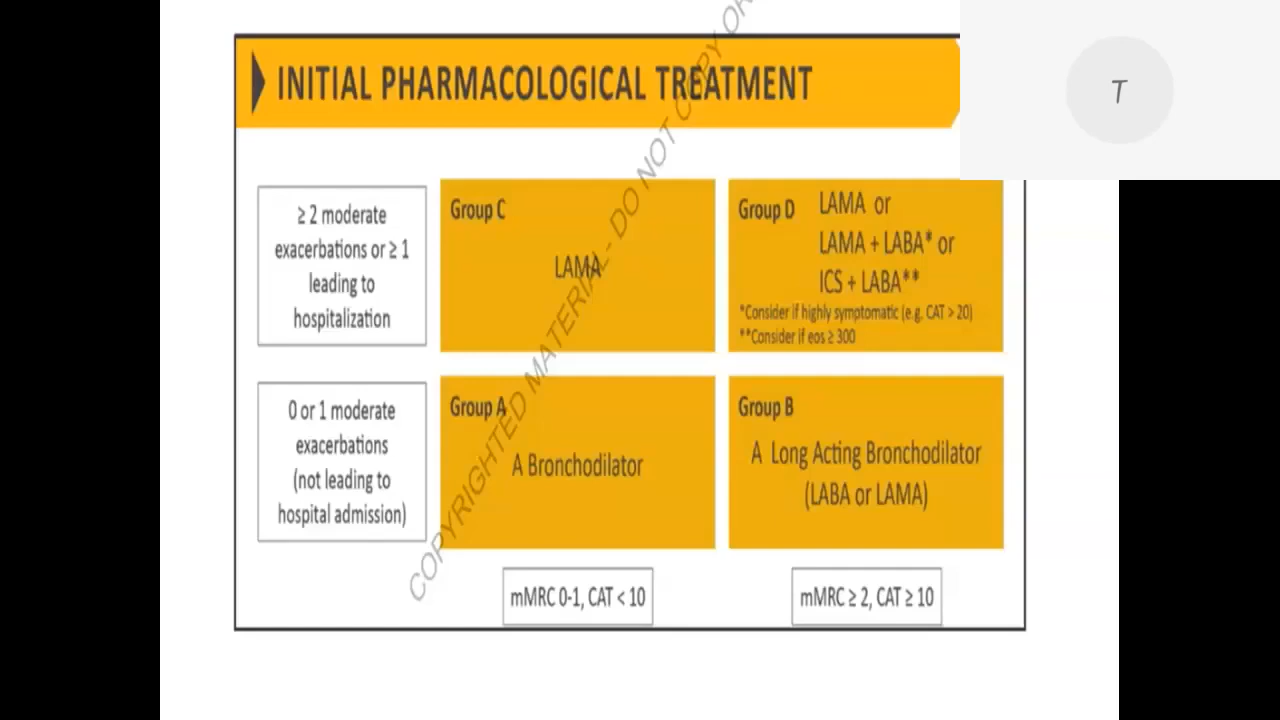 INITIAL PHARMACOLOGICAL TREATMENT
T
≥ 2 moderate
exacerbations or ≥ 1
leading to
hospitalization
Group C
LAMA
Group D
LAMA or
LAMA + LABA* or
ICS + LABA**
*Consider if highly symptomatic (e.g. CAT > 20)
**Consider if eos ≥ 300
0 or 1 moderate
exacerbations
(not leading to
hospital admission)
Group A
A Bronchodilator
Group B
A Long Acting Bronchodilator
(LABA or LAMA)
mMRC 0-1, CAT < 10
mMRC ≥ 2, CAT ≥ 10
COPYRIGHTED MATERIAL - DO NOT COPY OR